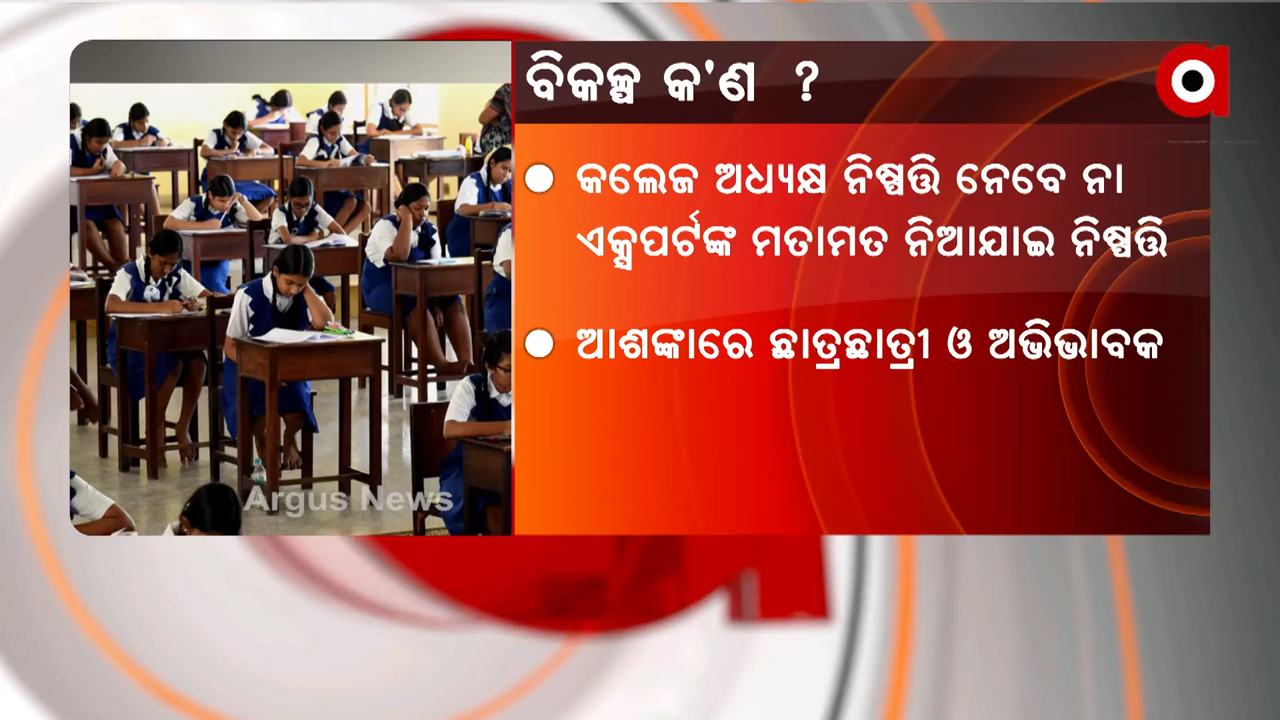 ବିକଳ୍ପ କ'ଣ ?
କଲେଜ ଅଧ୍ୟକ୍ଷ ନିଷ୍ପତ୍ତି ନେବେ ନା
ଏକ୍ସପର୍ଟଙ୍କ ମତାମତ ନିଆଯାଇ ନିଷ୍ପତ୍ତି
ଆଶଙ୍କାରେ ଛାତ୍ରଛାତ୍ରୀ ଓ ଅଭିଭାବକ
Argus News